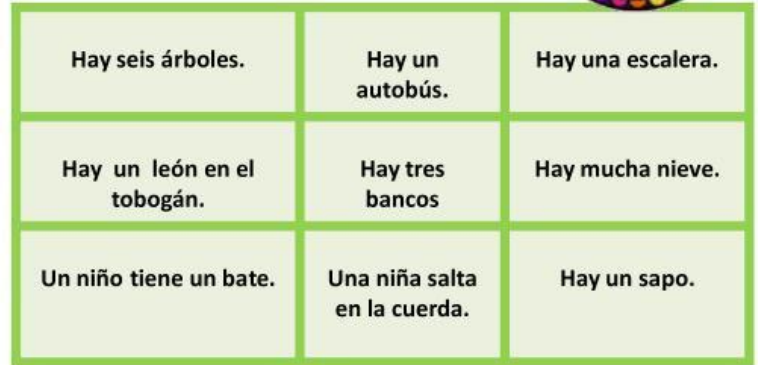 Hay seis árboles.
Hay un
autobús.
Hay una escalera.
Hay un león en el
tobogán.
Hay tres
bancos
Hay mucha nieve.
Un niño tiene un bate.
Una niña salta
en la cuerda.
Hay un sapo.